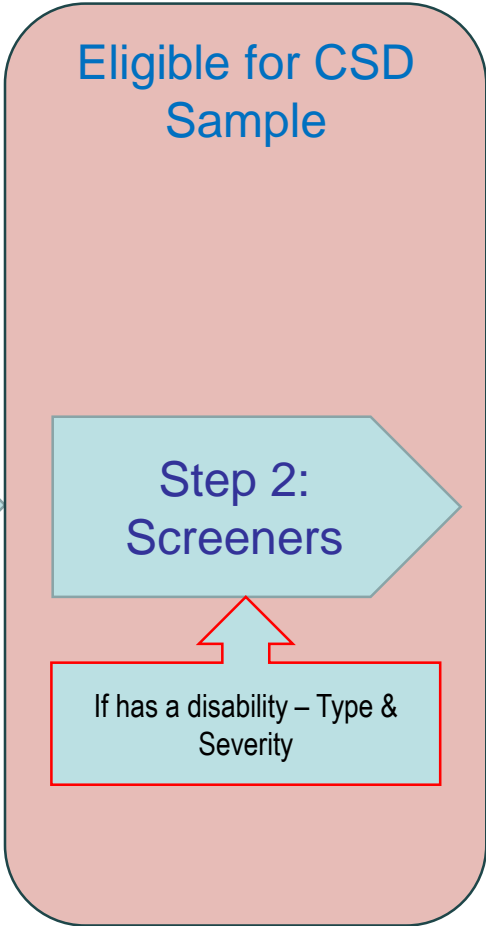 Eligible for CSD
Sample
Step 2:
Screeners
If has a disability – Type &
Severity